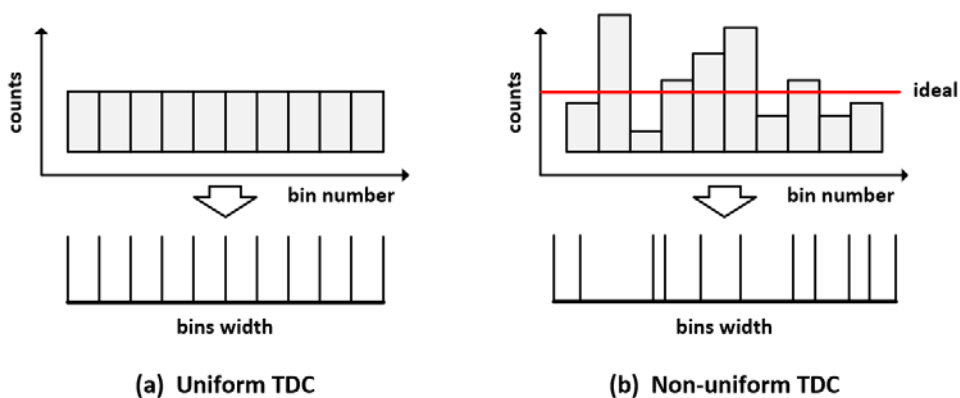 counts
bin number
bins width
(a) Uniform TDC
counts
ideal
bin number
bins width
(b) Non-uniform TDC